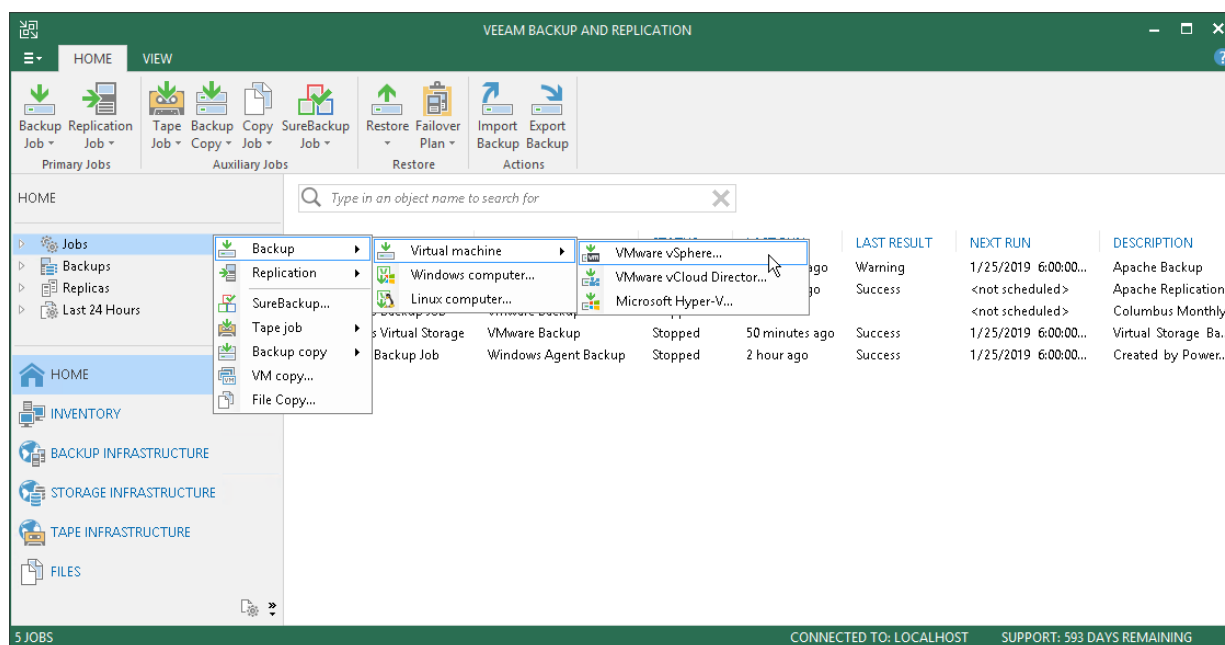 VEEAM BACKUP AND REPLICATION
HOME VIEW
Backup Job
Replication Job
Tape Job
Backup Copy
Copy Job
SureBackup Job
Restore
Failover Plan
Import Backup
Export Backup
Primary Jobs
Auxiliary Jobs
Restore
Actions
HOME
Type in an object name to search for
Jobs
Backups
Replicas
Last 24 Hours
Backup
Replication
SureBackup...
Tape job
Backup copy
VM copy...
File Copy...
Virtual machine
Windows computer...
Linux computer...
VMware vSphere...
VMware vCloud Director...
Microsoft Hyper-V...
LAST RESULT NEXT RUN DESCRIPTION
ago Warning 1/25/2019 6:00:00... Apache Backup
Success <not scheduled> Apache Replication
<not scheduled> Columbus Monthly
s Virtual Storage VMware Backup Stopped 50 minutes ago Success 1/25/2019 6:00:00... Virtual Storage Ba...
Backup Job Windows Agent Backup Stopped 2 hour ago Success 1/25/2019 6:00:00... Created by Power...
HOME
INVENTORY
BACKUP INFRASTRUCTURE
STORAGE INFRASTRUCTURE
TAPE INFRASTRUCTURE
FILES
5 JOBS CONNECTED TO: LOCALHOST SUPPORT: 593 DAYS REMAINING